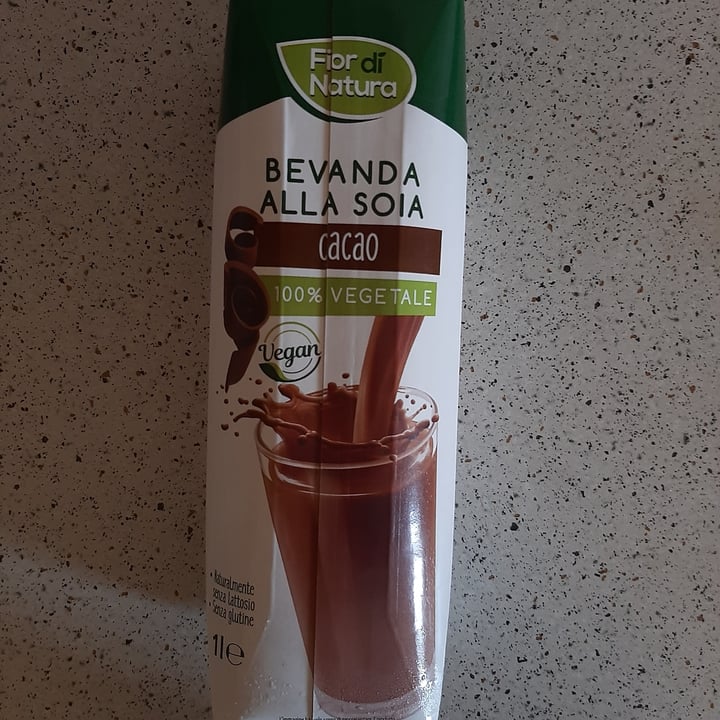 Fior di
Natura
BEVANDA
ALLA SOIA
cacao
100% VEGETALE
Vegan
• Naturalmente
senza lattosio
• Senza glutine
1l e